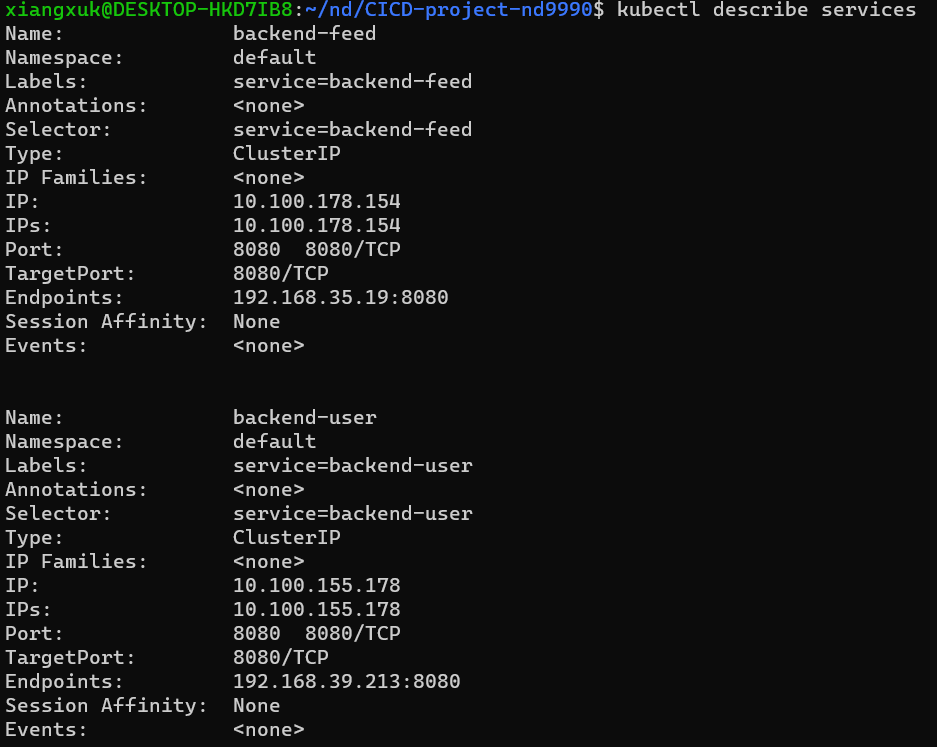 xiangxuk@DESKTOP-HKD7IB8:~/nd/CICD-project-nd9990$ kubectl describe services
Name:              backend-feed
Namespace:         default
Labels:            service=backend-feed
Annotations:       <none>
Selector:          service=backend-feed
Type:              ClusterIP
IP Families:       <none>
IP:                10.100.178.154
IPs:               10.100.178.154
Port:              8080  8080/TCP
TargetPort:        8080/TCP
Endpoints:         192.168.35.19:8080
Session Affinity:  None
Events:            <none>

Name:              backend-user
Namespace:         default
Labels:            service=backend-user
Annotations:       <none>
Selector:          service=backend-user
Type:              ClusterIP
IP Families:       <none>
IP:                10.100.155.178
IPs:               10.100.155.178
Port:              8080  8080/TCP
TargetPort:        8080/TCP
Endpoints:         192.168.39.213:8080
Session Affinity:  None
Events:            <none>